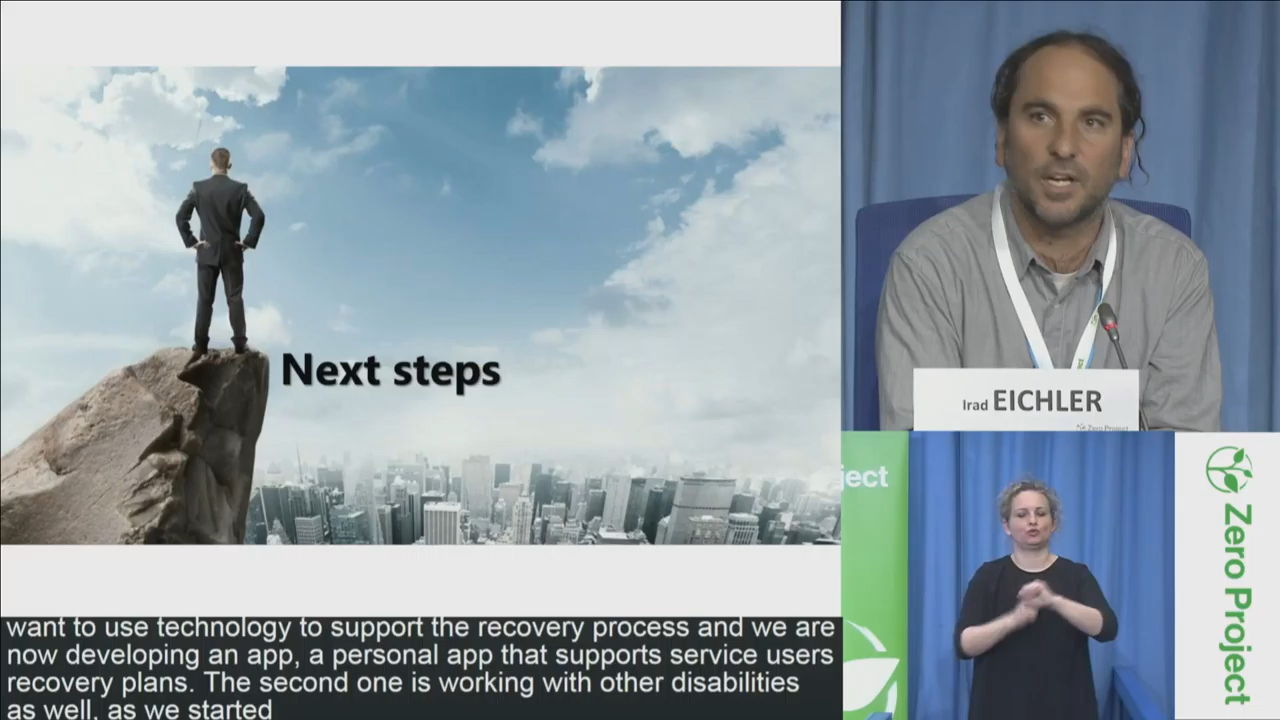 Next steps
want to use technology to support the recovery process and we are
now developing an app, a personal app that supports service users
recovery plans. The second one is working with other disabilities
as well, as we started
Irad EICHLER
Zero Project
ject
Zero Project